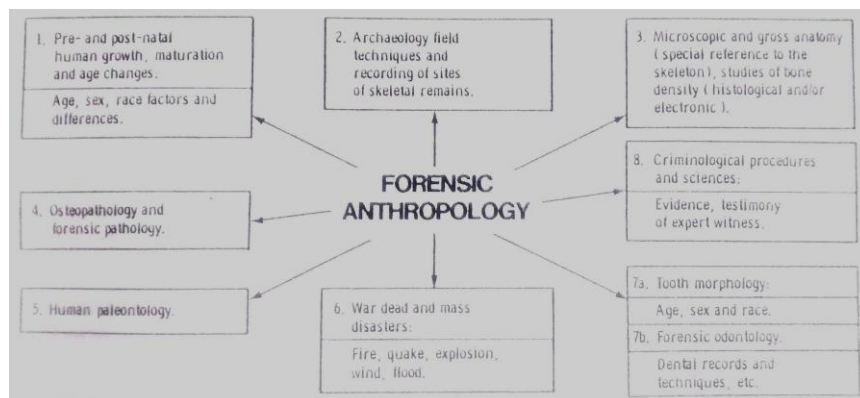 1. Pre- and post-natal
human growth, maturation
and age changes.
Age, sex, race factors and
differences.
2. Archaeology field
techniques and
recording of sites
of skeletal remains.
3. Microscopic and gross anatomy
( special reference to the
skeleton ), studies of bone
density ( histological and/or
electronic ).
FORENSIC
ANTHROPOLOGY
4. Osteopathology and
forensic pathology.
8. Criminological procedures
and sciences:
Evidence, testimony
of expert witness.
5. Human paleontology.
6. War dead and mass
disasters:
Fire, quake, explosion,
wind, flood.
7a. Tooth morphology:
Age, sex and race.
7b. Forensic odontology.
Dental records and
techniques, etc.